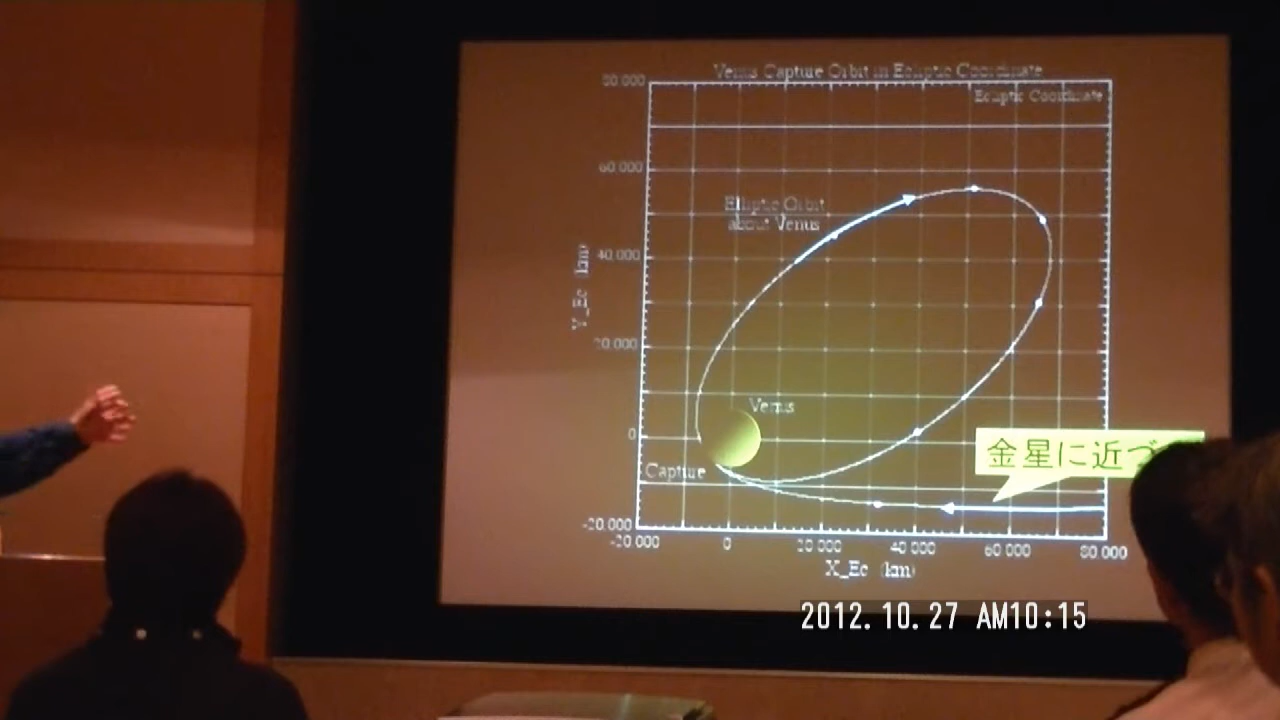 Venus Capture Orbit in Ecliptic Coordinate
80.000
Ecliptic Coordinate
60.000
Elliptic Orbit
about Venus
40.000
Y_Ec (km)
20.000
Venus
0
金星に近づ
Capture
-20.000
-20.000 0 20 000 40 000 60 000 80.000
X_Ec (km)
2012.10.27 AM10:15